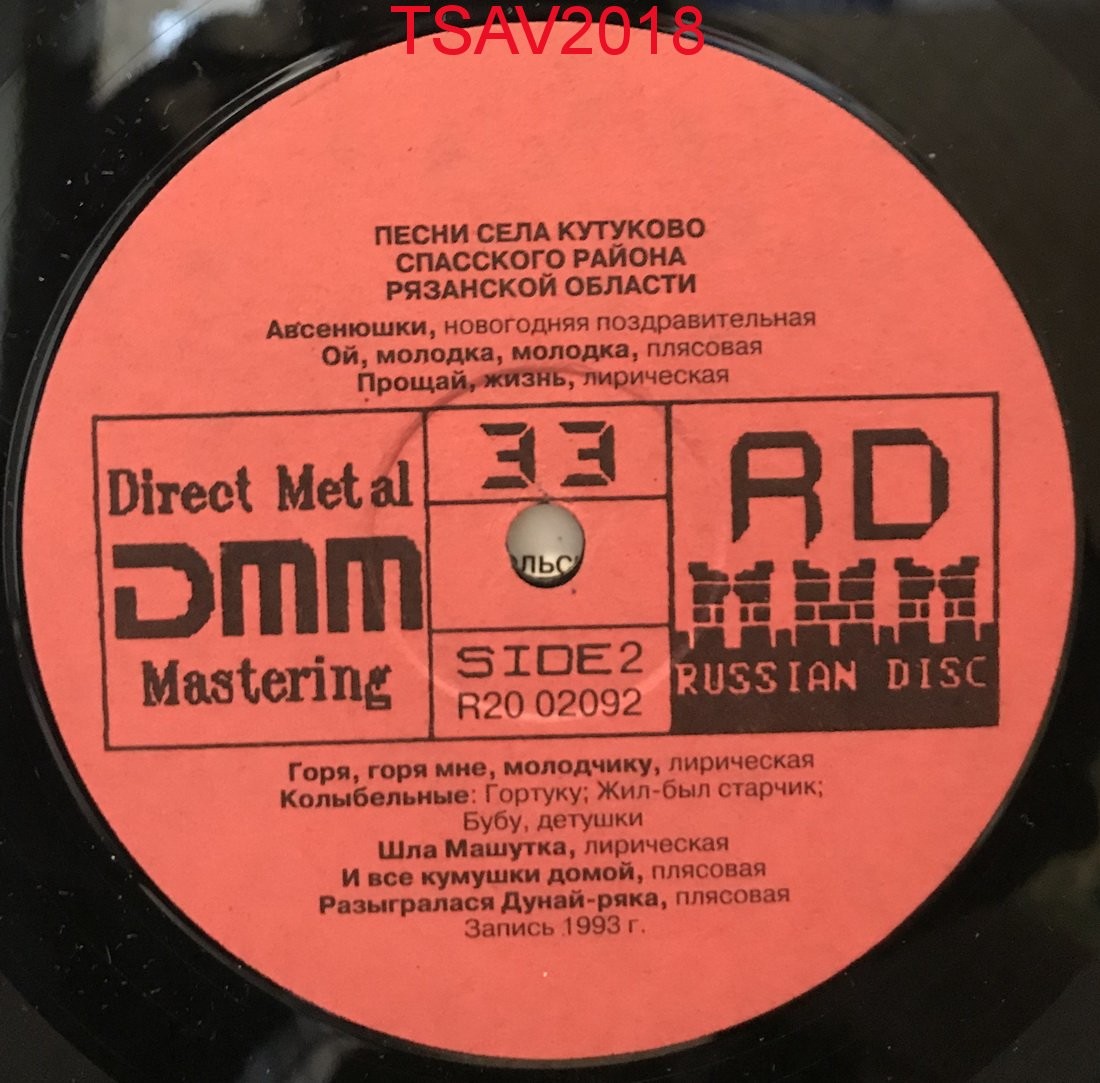 TSAV2018
ПЕСНИ СЕЛА КУТУКОВО
СПАССКОГО РАЙОНА
РЯЗАНСКОЙ ОБЛАСТИ
Авсенюшки, новогодняя поздравительная
Ой, молодка, молодка, плясовая
Прощай, жизнь, лирическая
Direct Metal
DMM
Mastering
33
SIDE 2
R20 02092
RD
RUSSIAN DISC
Горя, горя мне, молодчику, лирическая
Колыбельные: Гортуку; Жил-был старчик;
Бубу, детушки
Шла Машутка, лирическая
И все кумушки домой, плясовая
Разыгралася Дунай-ряка, плясовая
Запись 1993 г.